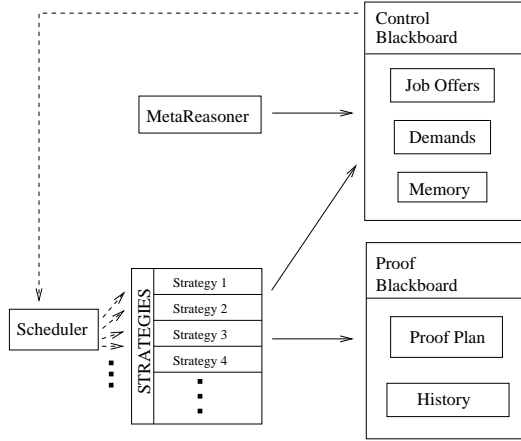 Control
Blackboard
Job Offers
MetaReasoner
Demands
Memory
Proof
Blackboard
Strategy 1
Strategy 2
Scheduler
STRATEGIES
Strategy 3
Proof Plan
Strategy 4
History